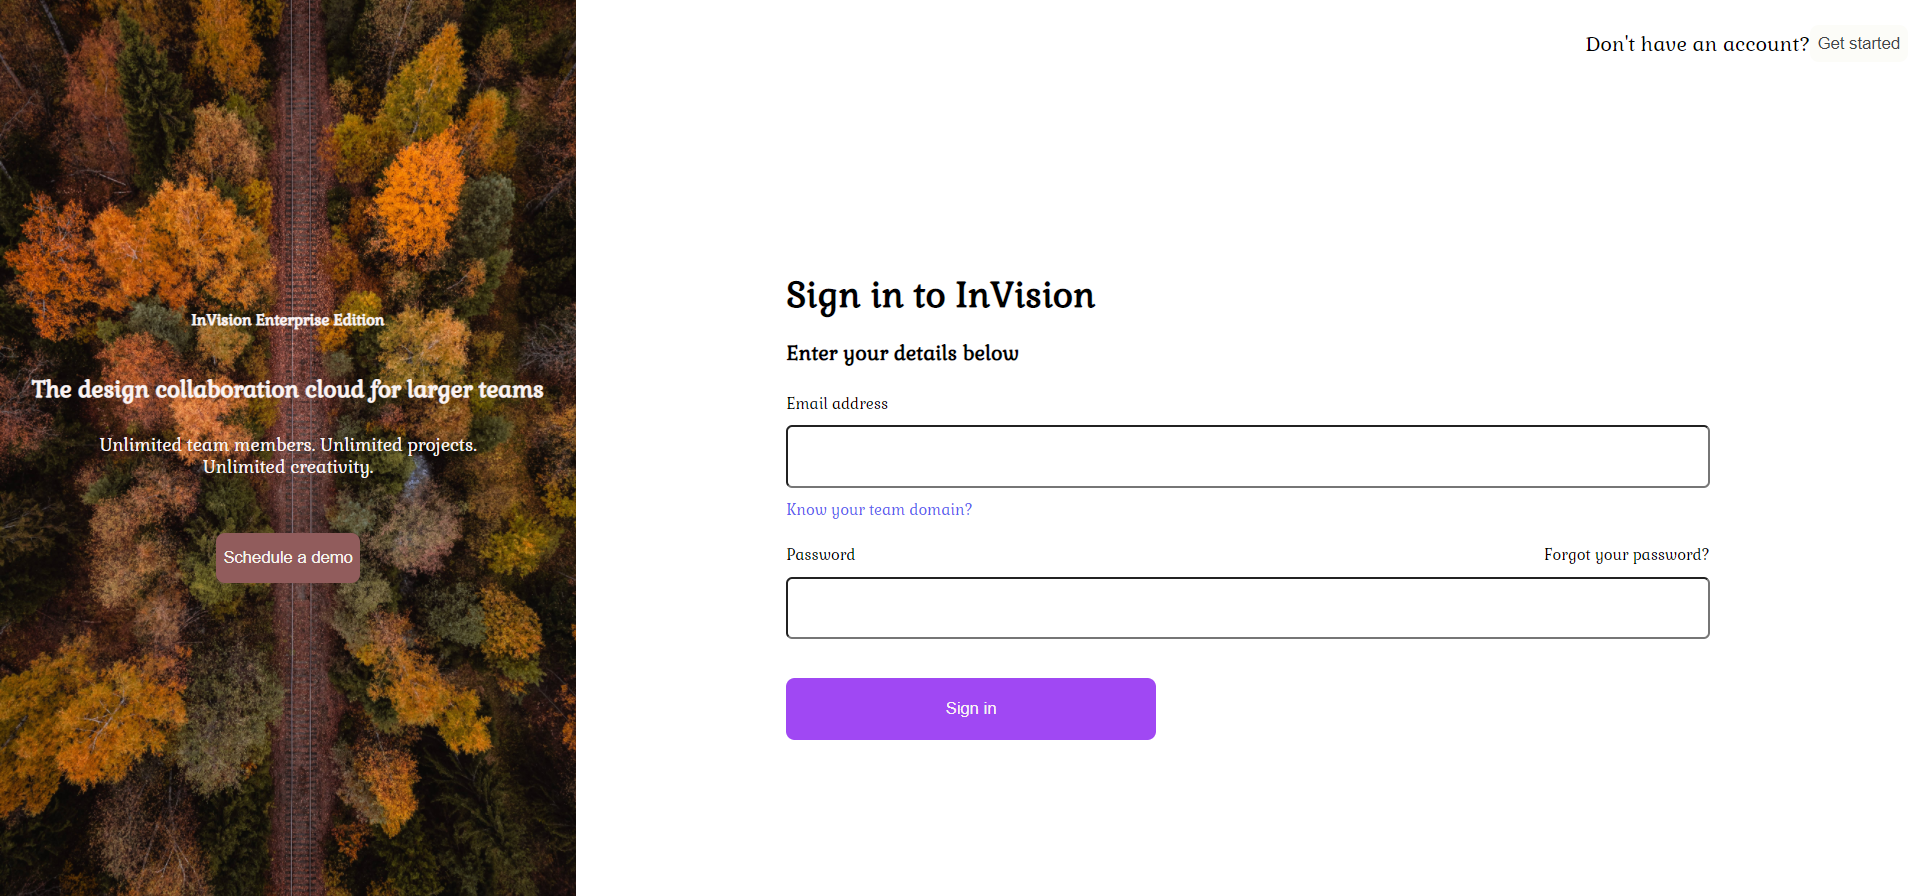 Don't have an account? Get started
InVision Enterprise Edition
The design collaboration cloud for larger teams
Unlimited team members. Unlimited projects.
Unlimited creativity.
Schedule a demo
Sign in to InVision
Enter your details below
Email address
Know your team domain?
Password Forgot your password?
Sign in